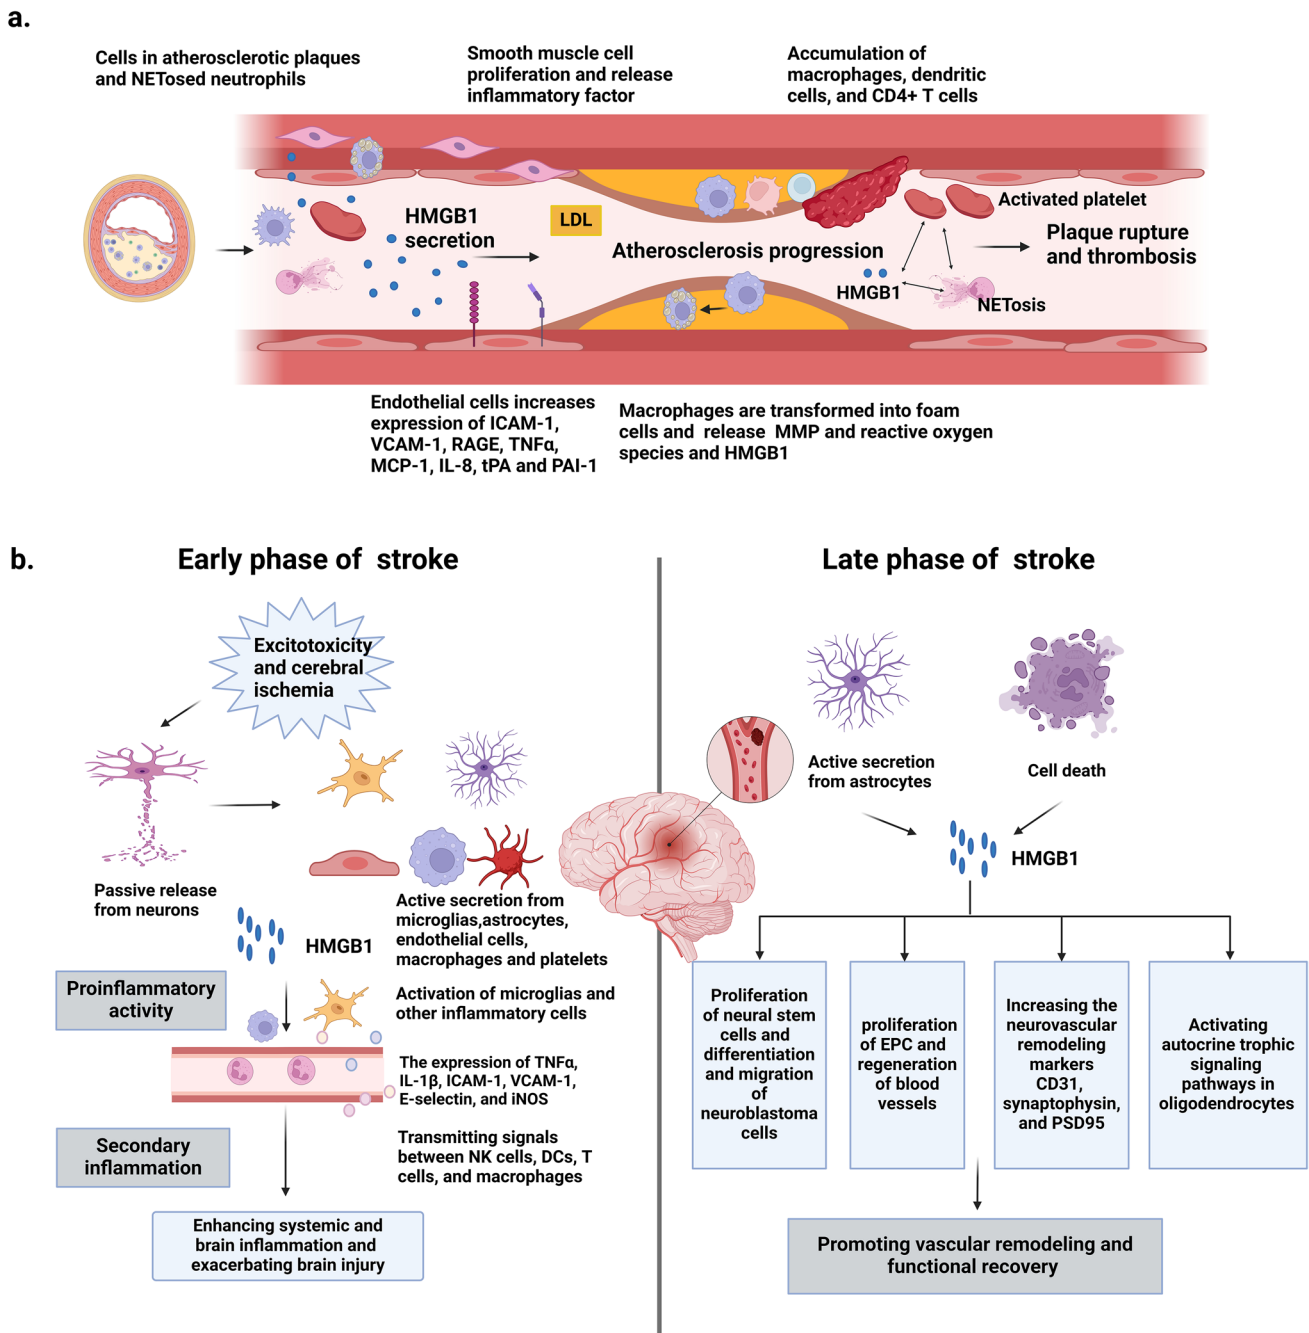 a.
Cells in atherosclerotic plaques
and NETosed neutrophils
Smooth muscle cell
proliferation and release
inflammatory factor
Accumulation of
macrophages, dendritic
cells, and CD4+ T cells
HMGB1
secretion
LDL
Atherosclerosis progression
HMGB1
Activated platelet
NETosis
Plaque rupture
and thrombosis
Endothelial cells increases
expression of ICAM-1,
VCAM-1, RAGE, TNFα,
MCP-1, IL-8, tPA and PAI-1
Macrophages are transformed into foam
cells and release MMP and reactive oxygen
species and HMGB1
b.
Early phase of stroke
Excitotoxicity
and cerebral
ischemia
Passive release
from neurons
HMGB1
Active secretion from
microglias,astrocytes,
endothelial cells,
macrophages and platelets
Proinflammatory
activity
Activation of microglias and
other inflammatory cells
The expression of TNFα,
IL-1β, ICAM-1, VCAM-1,
E-selectin, and iNOS
Secondary
inflammation
Transmitting signals
between NK cells, DCs, T
cells, and macrophages
Enhancing systemic and
brain inflammation and
exacerbating brain injury
Late phase of stroke
Active secretion
from astrocytes
Cell death
HMGB1
Proliferation
of neural stem
cells and
differentiation
and migration
of
neuroblastoma
cells
proliferation
of EPC and
regeneration
of blood
vessels
Increasing the
neurovascular
remodeling
markers
CD31,
synaptophysin,
and PSD95
Activating
autocrine trophic
signaling
pathways in
oligodendrocytes
Promoting vascular remodeling and
functional recovery